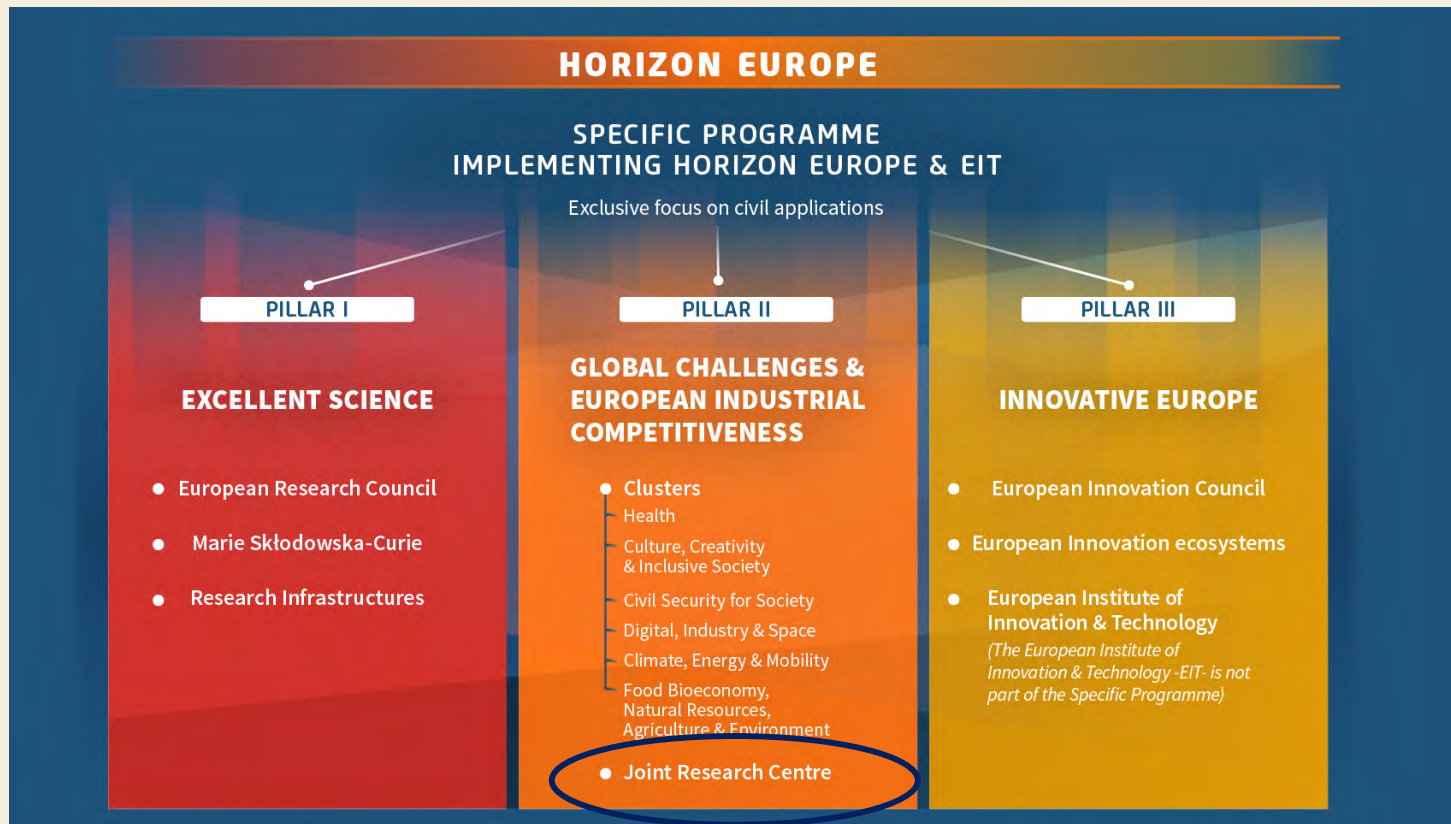 HORIZON EUROPE
SPECIFIC PROGRAMME
IMPLEMENTING HORIZON EUROPE & EIT
Exclusive focus on civil applications
PILLAR I
EXCELLENT SCIENCE
European Research Council
Marie Skłodowska-Curie
Research Infrastructures
PILLAR II
GLOBAL CHALLENGES &
EUROPEAN INDUSTRIAL
COMPETITIVENESS
Clusters
Health
Culture, Creativity
& Inclusive Society
Civil Security for Society
Digital, Industry & Space
Climate, Energy & Mobility
Food Bioeconomy,
Natural Resources,
Agriculture & Environment
Joint Research Centre
PILLAR III
INNOVATIVE EUROPE
European Innovation Council
European Innovation ecosystems
European Institute of
Innovation & Technology
(The European Institute of
Innovation & Technology -EIT- is not
part of the Specific Programme)